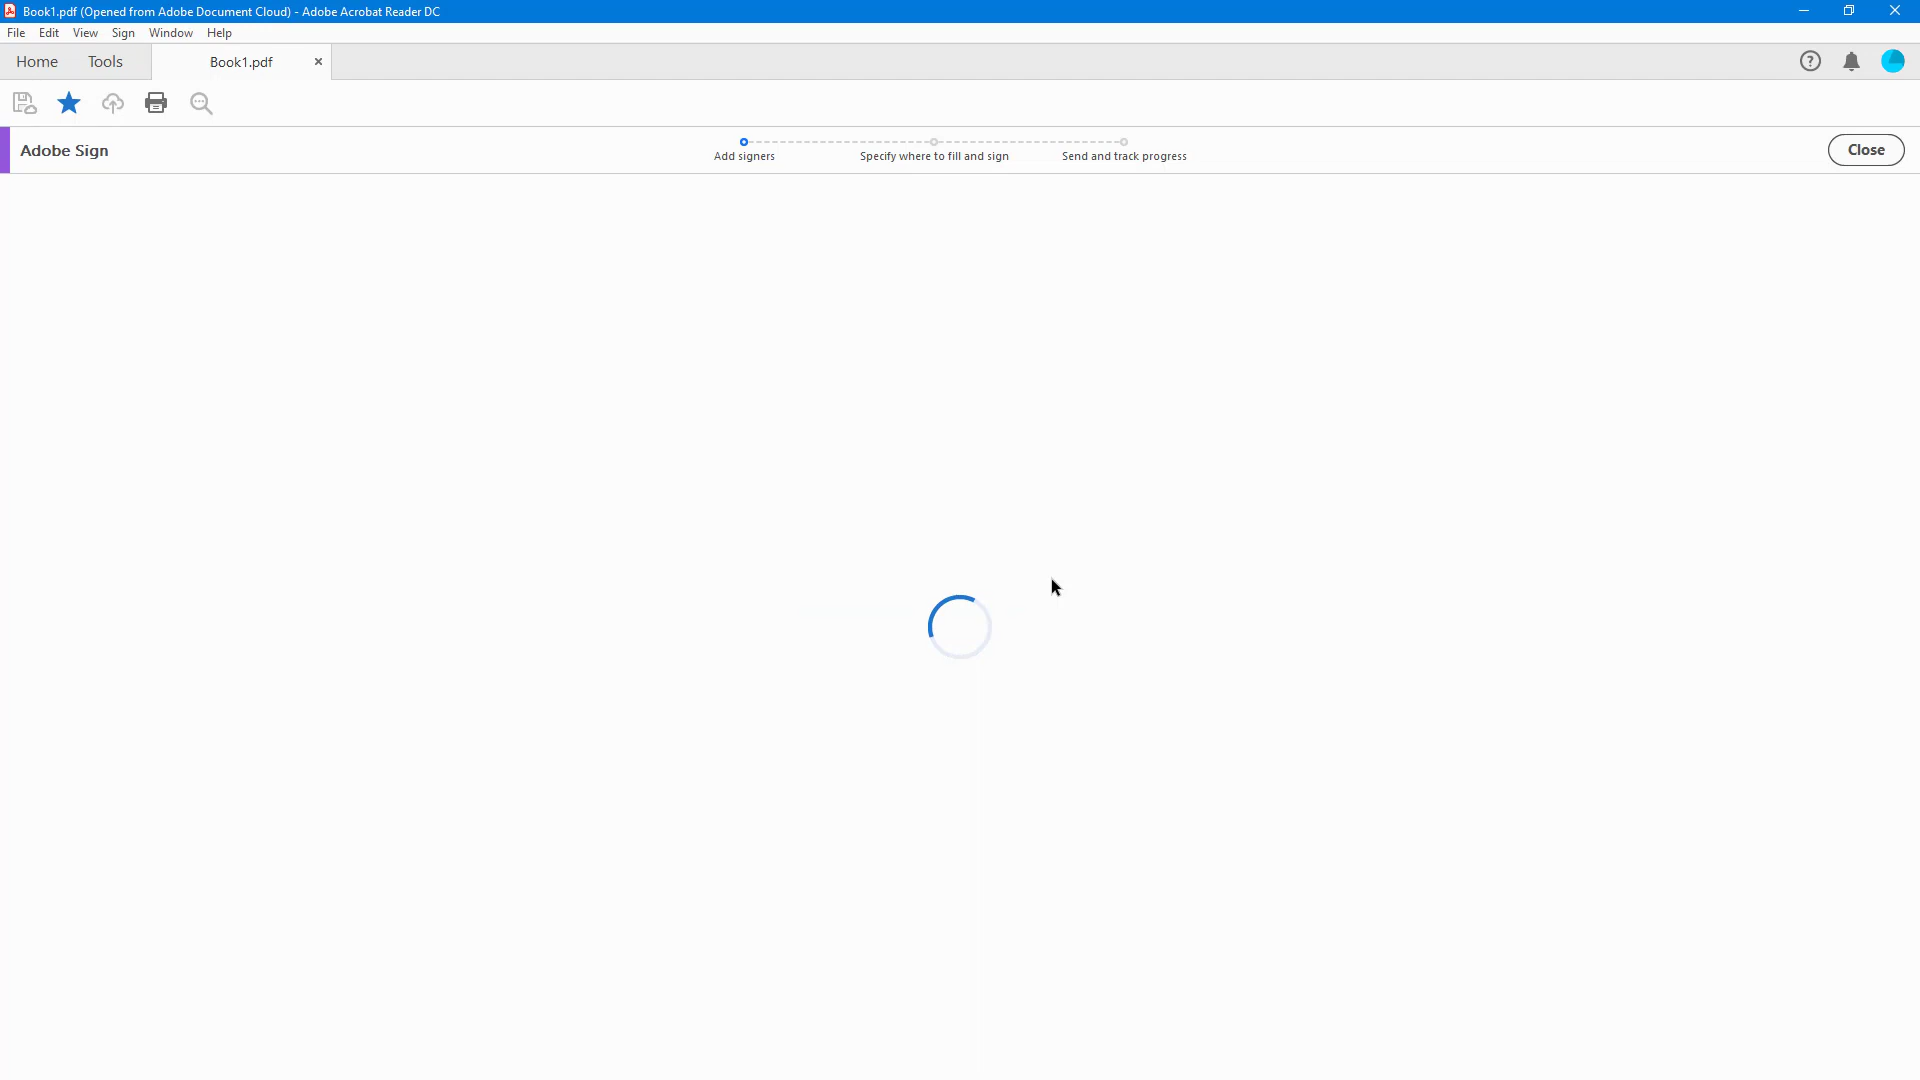 Book1.pdf (Opened from Adobe Document Cloud) - Adobe Acrobat Reader DC
File Edit View Sign Window Help
Home Tools Book1.pdf
Adobe Sign
Add signers Specify where to fill and sign Send and track progress
Close